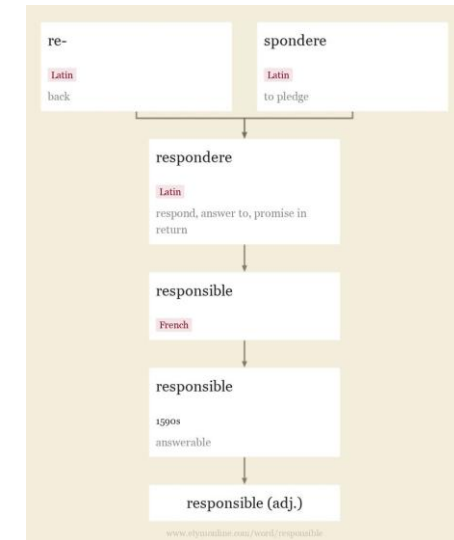 re-
Latin
back
spondere
Latin
to pledge
respondere
Latin
respond, answer to, promise in
return
responsible
French
responsible
1590s
answerable
responsible (adj.)
www.etymonline.com/word/responsible